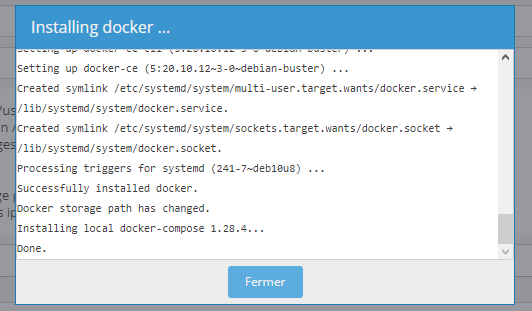 Installing docker ...
Setting up docker-ce-cli (5:20.10.12~3-0~debian-buster) ...
Setting up docker-ce (5:20.10.12~3-0~debian-buster) ...
Created symlink /etc/systemd/system/multi-user.target.wants/docker.service →
/lib/systemd/system/docker.service.
Created symlink /etc/systemd/system/sockets.target.wants/docker.socket →
/lib/systemd/system/docker.socket.
Processing triggers for systemd (241-7~deb10u8) ...
Successfully installed docker.
Docker storage path has changed.
Installing local docker-compose 1.28.4...
Done.
Fermer